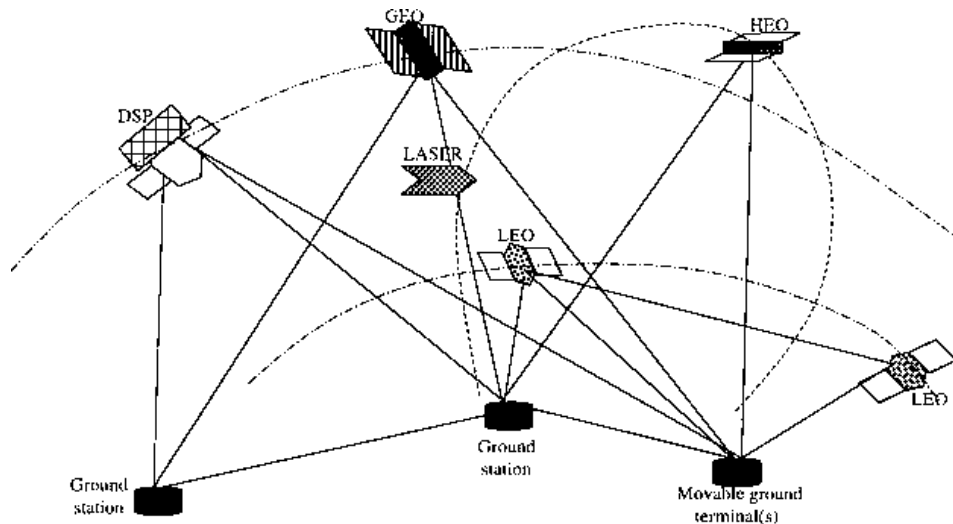 GEO
HEO
DSP
LASER
LEO
LEO
Ground
station
Ground
station
Movable ground
terminal(s)